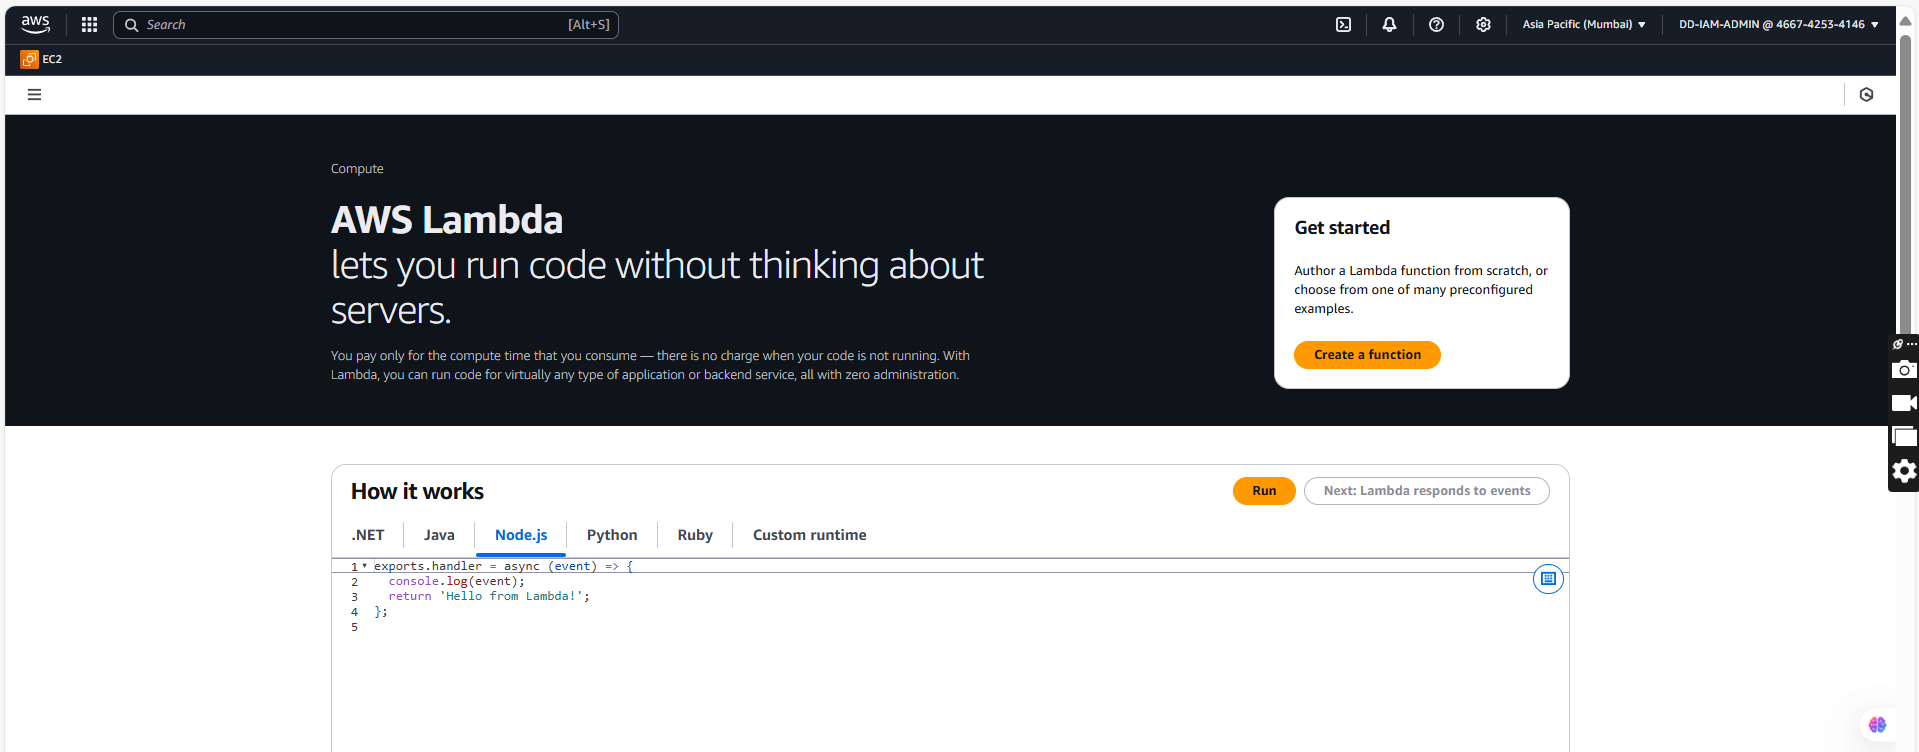 aws
Search
[Alt+S]
Asia Pacific (Mumbai)
DD-IAM-ADMIN @ 4667-4253-4146
EC2
Compute
AWS Lambda
lets you run code without thinking about
servers.
You pay only for the compute time that you consume — there is no charge when your code is not running. With
Lambda, you can run code for virtually any type of application or backend service, all with zero administration.
Get started
Author a Lambda function from scratch, or
choose from one of many preconfigured
examples.
Create a function
How it works
Run
Next: Lambda responds to events
.NET
Java
Node.js
Python
Ruby
Custom runtime
1 exports.handler = async (event) => {
2 console.log(event);
3 return 'Hello from Lambda!';
4 };
5